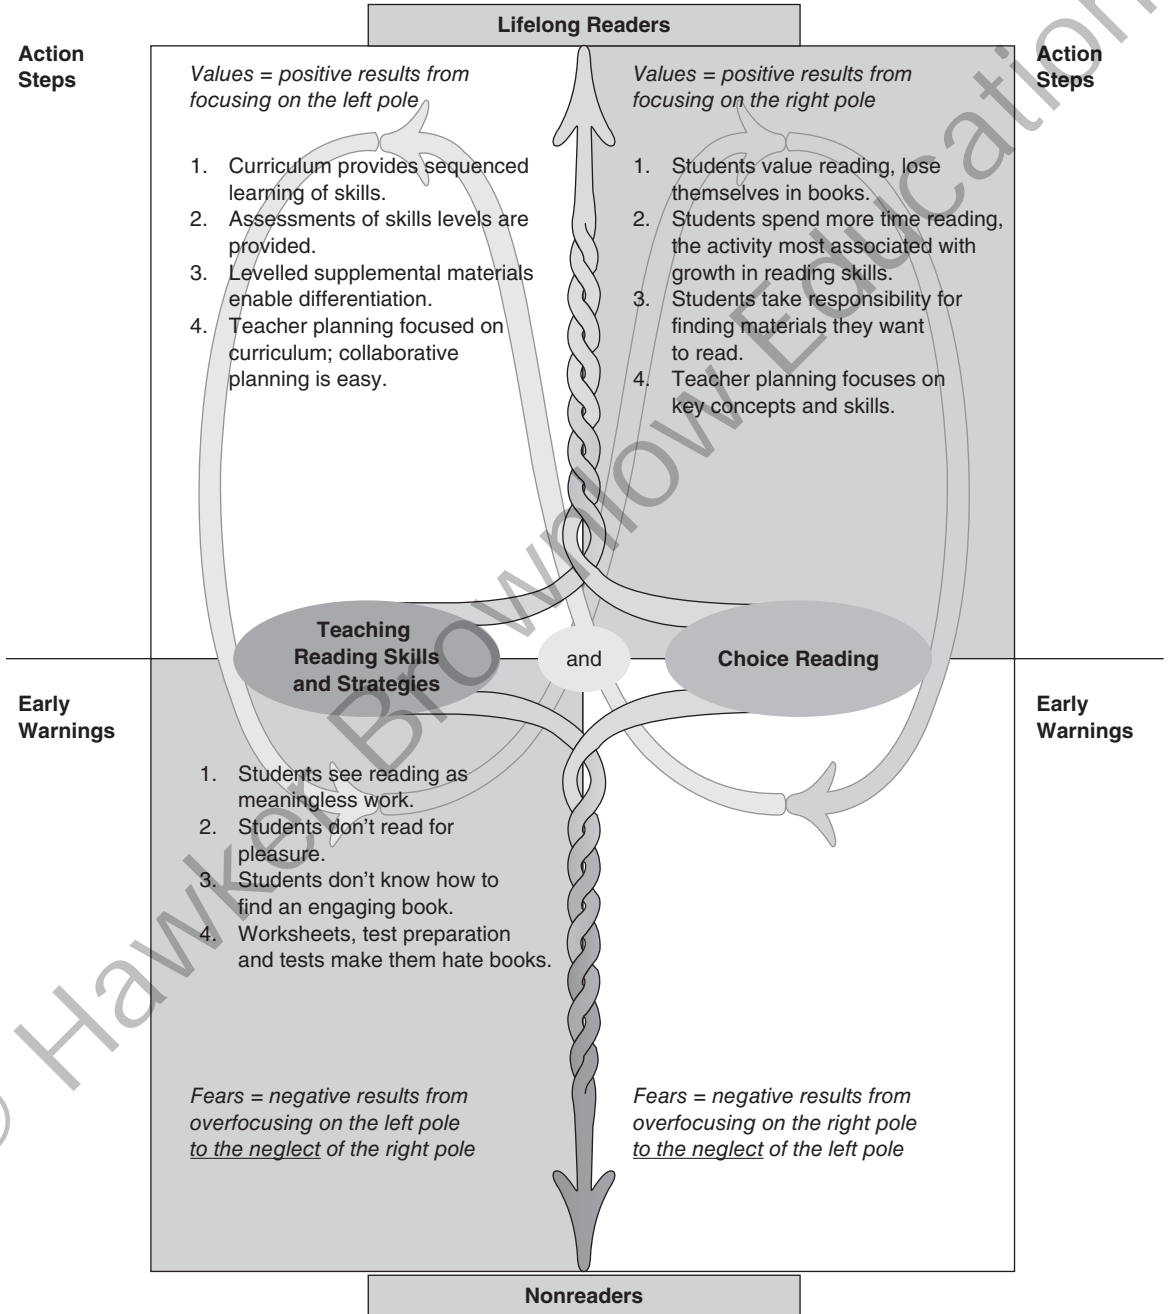 Lifelong Readers
Action
Steps
Values = positive results from
focusing on the left pole
1. Curriculum provides sequenced
learning of skills.
2. Assessments of skills levels are
provided.
3. Levelled supplemental materials
enable differentiation.
4. Teacher planning focused on
curriculum; collaborative
planning is easy.
Values = positive results from
focusing on the right pole
1. Students value reading, lose
themselves in books.
2. Students spend more time reading,
the activity most associated with
growth in reading skills.
3. Students take responsibility for
finding materials they want
to read.
4. Teacher planning focuses on
key concepts and skills.
Action
Steps
Teaching
Reading Skills
and Strategies
and
Choice Reading
Early
Warnings
1. Students see reading as
meaningless work.
2. Students don't read for
pleasure.
3. Students don't know how to
find an engaging book.
4. Worksheets, test preparation
and tests make them hate books.
Fears = negative results from
overfocusing on the left pole
to the neglect of the right pole
Early
Warnings
Fears = negative results from
overfocusing on the right pole
to the neglect of the left pole
Nonreaders
© Hawker Brownlow Education